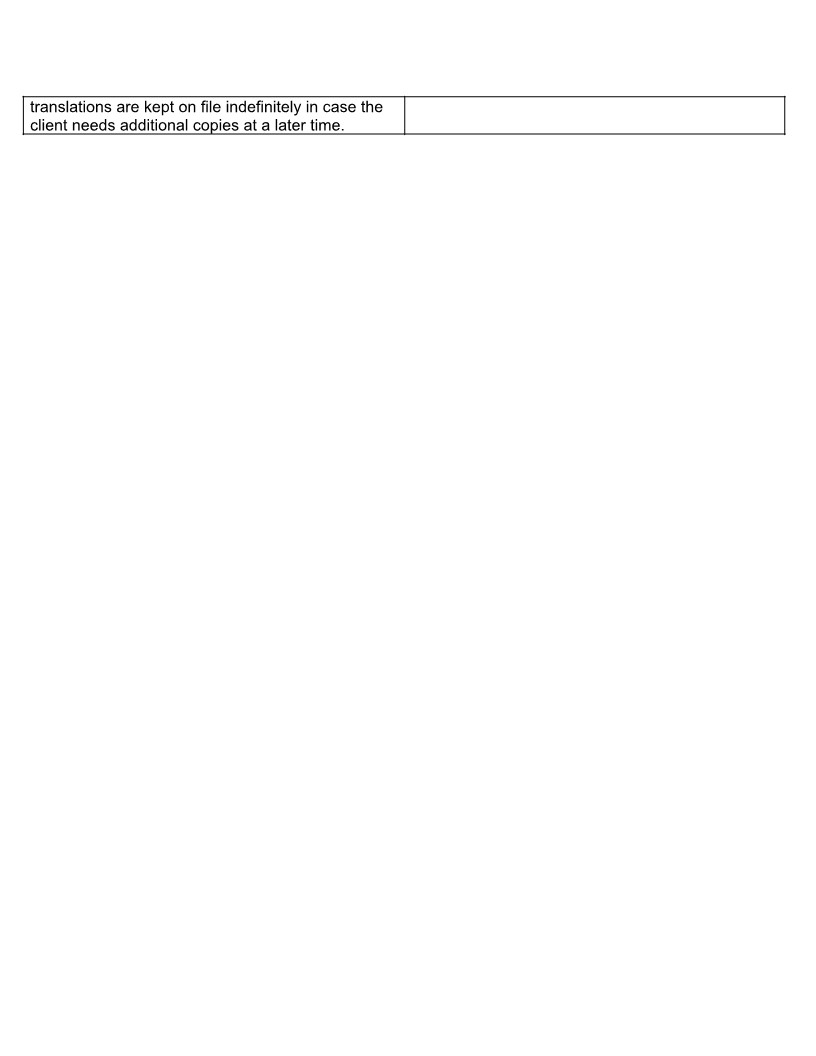 translations are kept on file indefinitely in case the
client needs additional copies at a later time.